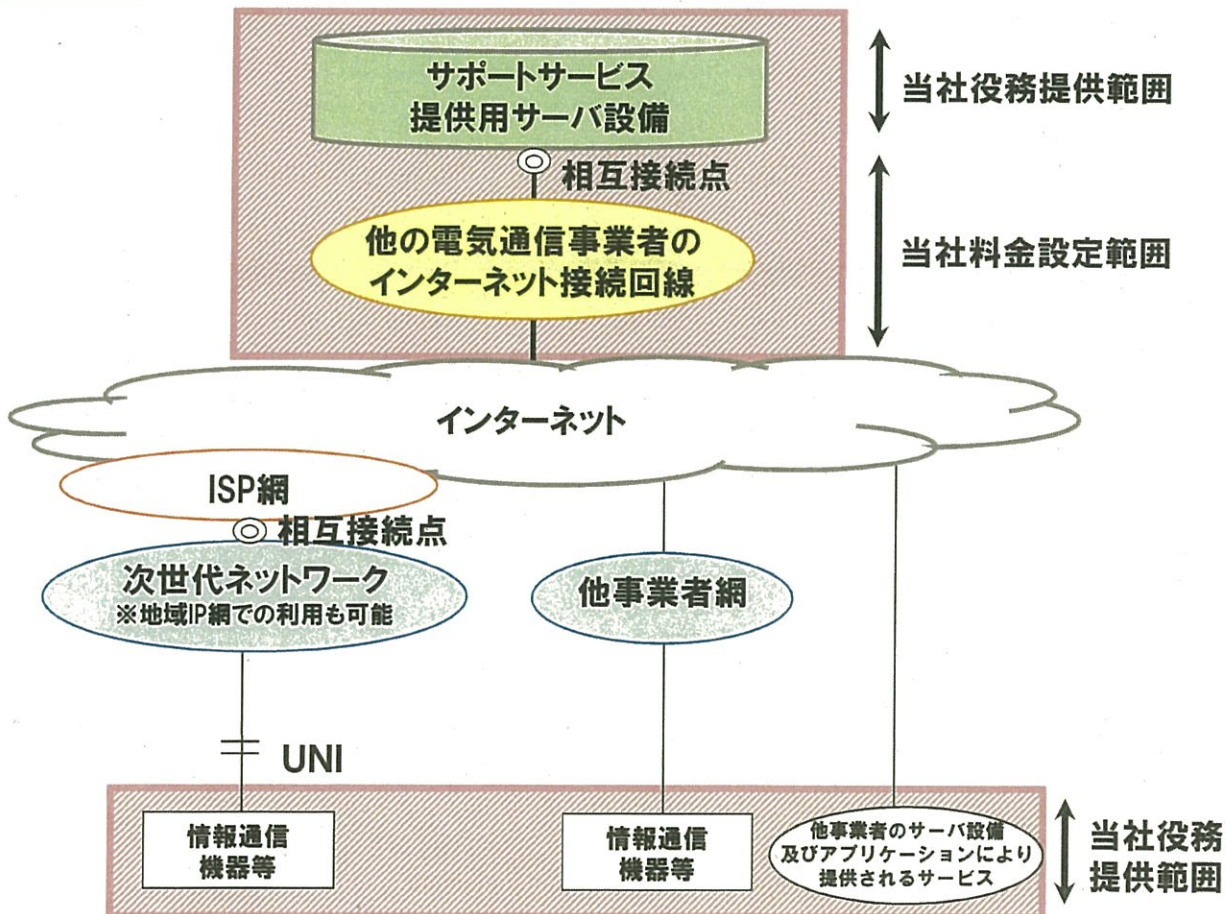 サポートサービス
提供用サーバ設備
当社役務提供範囲
相互接続点
他の電気通信事業者の
インターネット接続回線
当社料金設定範囲
インターネット
ISP網
相互接続点
次世代ネットワーク
※地域IP網での利用も可能
他事業者網
UNI
情報通信
機器等
情報通信
機器等
他事業者のサーバ設備
及びアプリケーションにより
提供されるサービス
当社役務
提供範囲